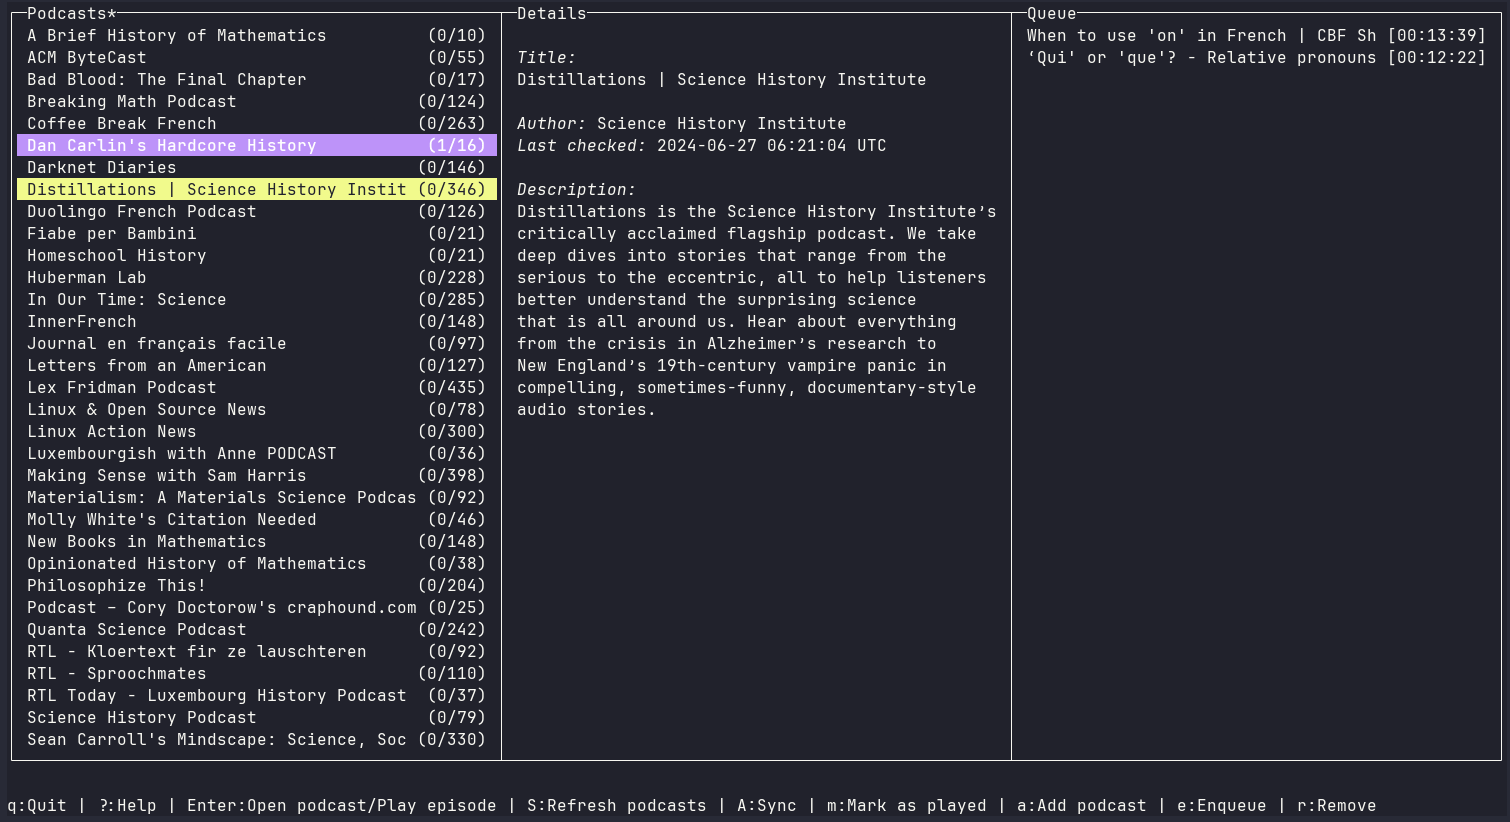 Podcasts*
A Brief History of Mathematics (0/10)
ACM ByteCast (0/55)
Bad Blood: The Final Chapter (0/17)
Breaking Math Podcast (0/124)
Coffee Break French (0/263)
Dan Carlin's Hardcore History (1/16)
Darknet Diaries (0/146)
Distillations | Science History Instit (0/346)
Duolingo French Podcast (0/126)
Fiabe per Bambini (0/21)
Homeschool History (0/21)
Huberman Lab (0/228)
In Our Time: Science (0/285)
InnerFrench (0/148)
Journal en français facile (0/97)
Letters from an American (0/127)
Lex Fridman Podcast (0/435)
Linux & Open Source News (0/78)
Linux Action News (0/300)
Luxembourgish with Anne PODCAST (0/36)
Making Sense with Sam Harris (0/398)
Materialism: A Materials Science Podcas (0/92)
Molly White's Citation Needed (0/46)
New Books in Mathematics (0/148)
Opinionated History of Mathematics (0/38)
Philosophize This! (0/204)
Podcast – Cory Doctorow's craphound.com (0/25)
Quanta Science Podcast (0/242)
RTL - Kloertext fir ze lauschteren (0/92)
RTL - Sproochmates (0/110)
RTL Today - Luxembourg History Podcast (0/37)
Science History Podcast (0/79)
Sean Carroll's Mindscape: Science, Soc (0/330)
Details
Title:
Distillations | Science History Institute
Author: Science History Institute
Last checked: 2024-06-27 06:21:04 UTC
Description:
Distillations is the Science History Institute’s
critically acclaimed flagship podcast. We take
deep dives into stories that range from the
serious to the eccentric, all to help listeners
better understand the surprising science
that is all around us. Hear about everything
from the crisis in Alzheimer’s research to
New England’s 19th-century vampire panic in
compelling, sometimes-funny, documentary-style
audio stories.
Queue
When to use 'on' in French | CBF Sh [00:13:39]
‘Qui' or 'que'? - Relative pronouns [00:12:22]
q:Quit | ?:Help | Enter:Open podcast/Play episode | S:Refresh podcasts | A:Sync | m:Mark as played | a:Add podcast | e:Enqueue | r:Remove